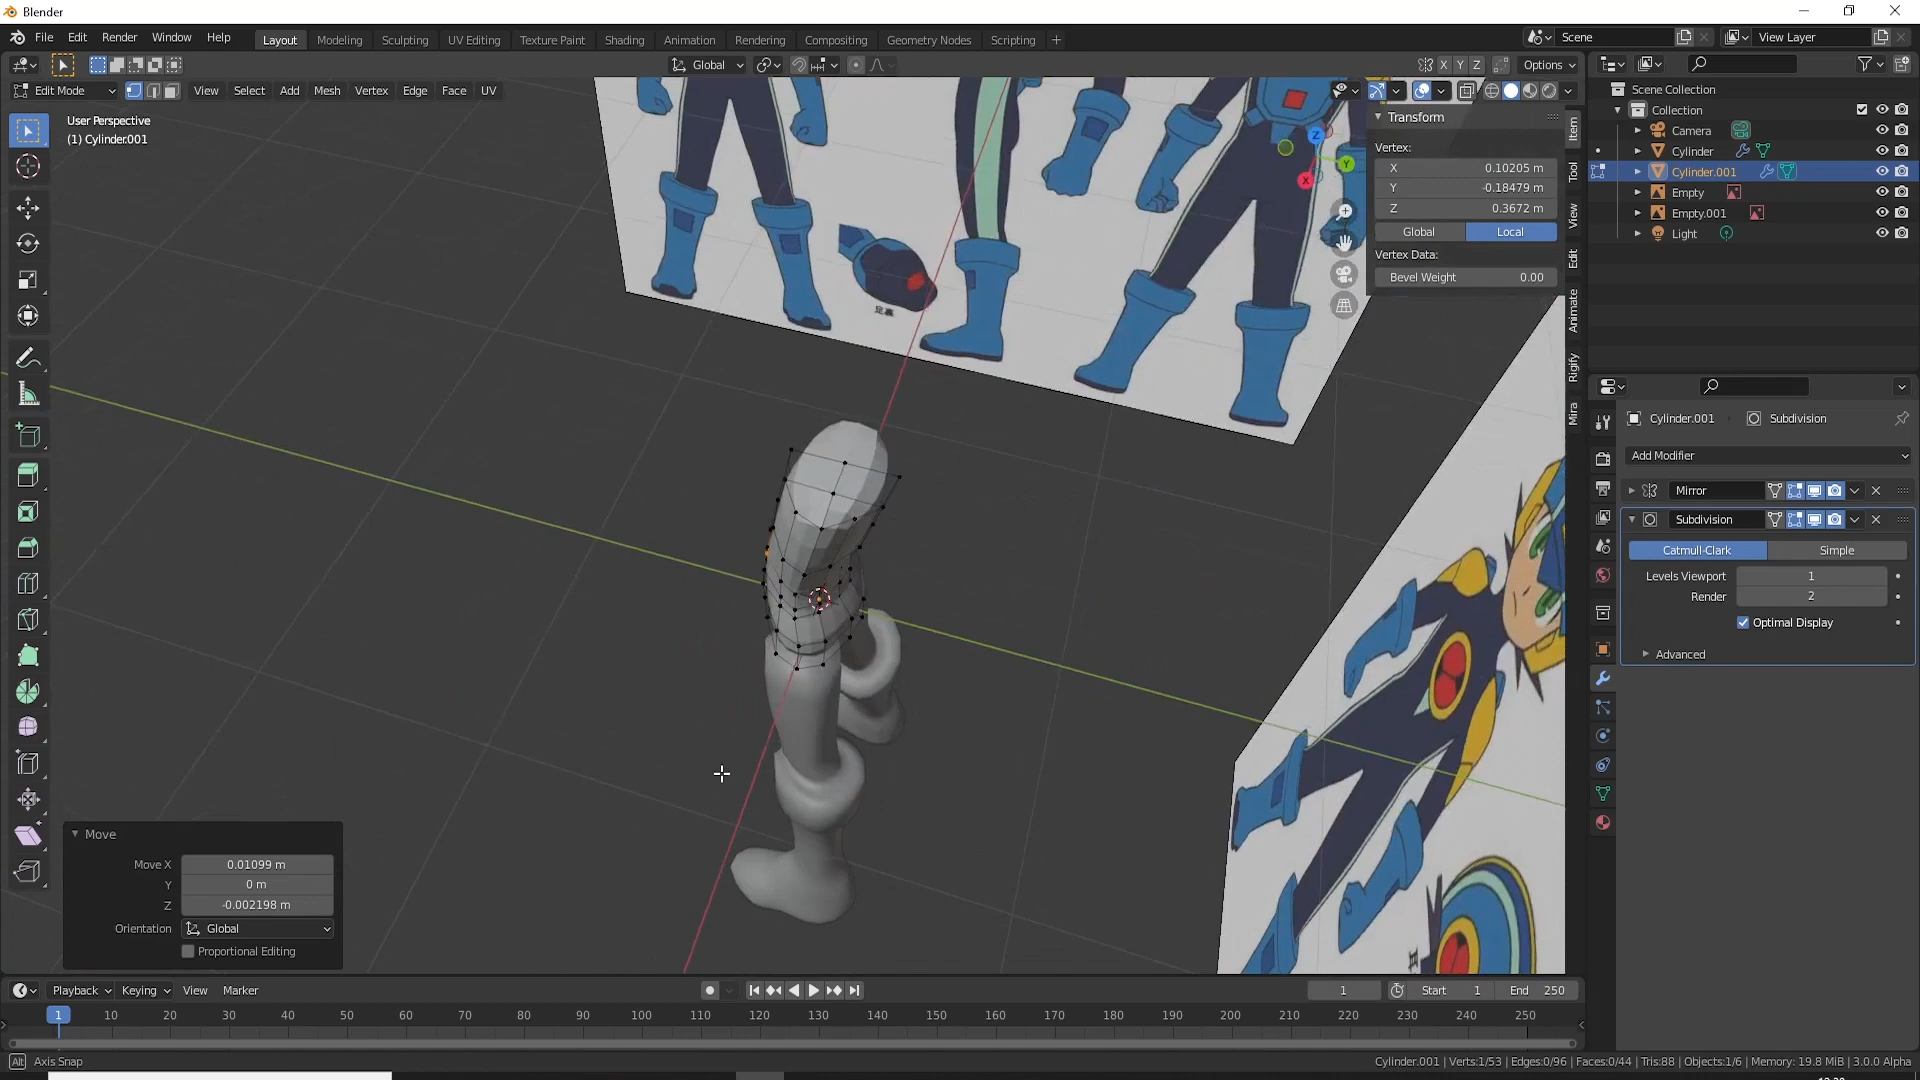 Blender
File Edit Render Window Help
Layout Modeling Sculpting UV Editing Texture Paint Shading Animation Rendering Compositing Geometry Nodes Scripting +
Scene
View Layer
Global
X Y Z
Options
Edit Mode
View Select Add Mesh Vertex Edge Face UV
User Perspective
(1) Cylinder.001
足裏
Z
Y
X
Transform
Vertex:
X 0.10205 m
Y -0.18479 m
Z 0.3672 m
Global Local
Vertex Data:
Bevel Weight 0.00
Item
Tool
View
Edit
Animate
Rigify
Mira
Scene Collection
Collection
Camera
Cylinder
Cylinder.001
Empty
Empty.001
Light
Cylinder.001 Subdivision
Add Modifier
Mirror
Subdivision
Catmull-Clark Simple
Levels Viewport 1
Render 2
Optimal Display
Advanced
Move
Move X 0.01099 m
Y 0 m
Z -0.002198 m
Orientation Global
Proportional Editing
Playback Keying View Marker
1
Start 1
End 250
1 10 20 30 40 50 60 70 80 90 100 110 120 130 140 150 160 170 180 190 200 210 220 230 240 250
Alt Axis Snap
Cylinder.001 | Verts:1/53 | Edges:0/96 | Faces:0/44 | Tris:88 | Objects:1/6 | Memory: 19.8 MiB | 3.0.0 Alpha